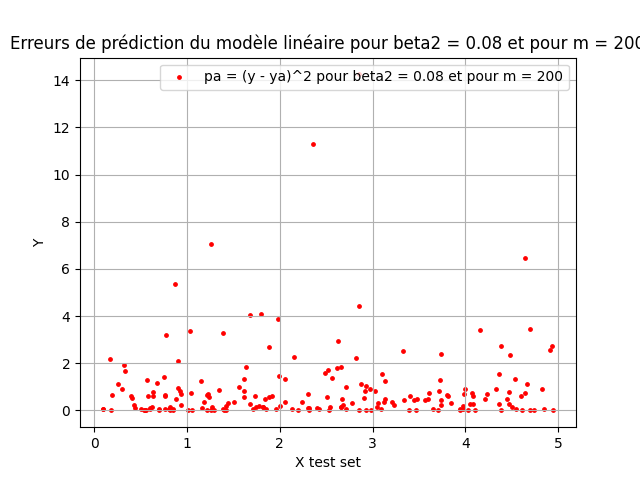 Erreurs de prédiction du modèle linéaire pour beta2 = 0.08 et pour m = 200
pa = (y - ya)^2 pour beta2 = 0.08 et pour m = 200
14
12
10
8
6
4
2
0
Y
0 1 2 3 4 5
X test set